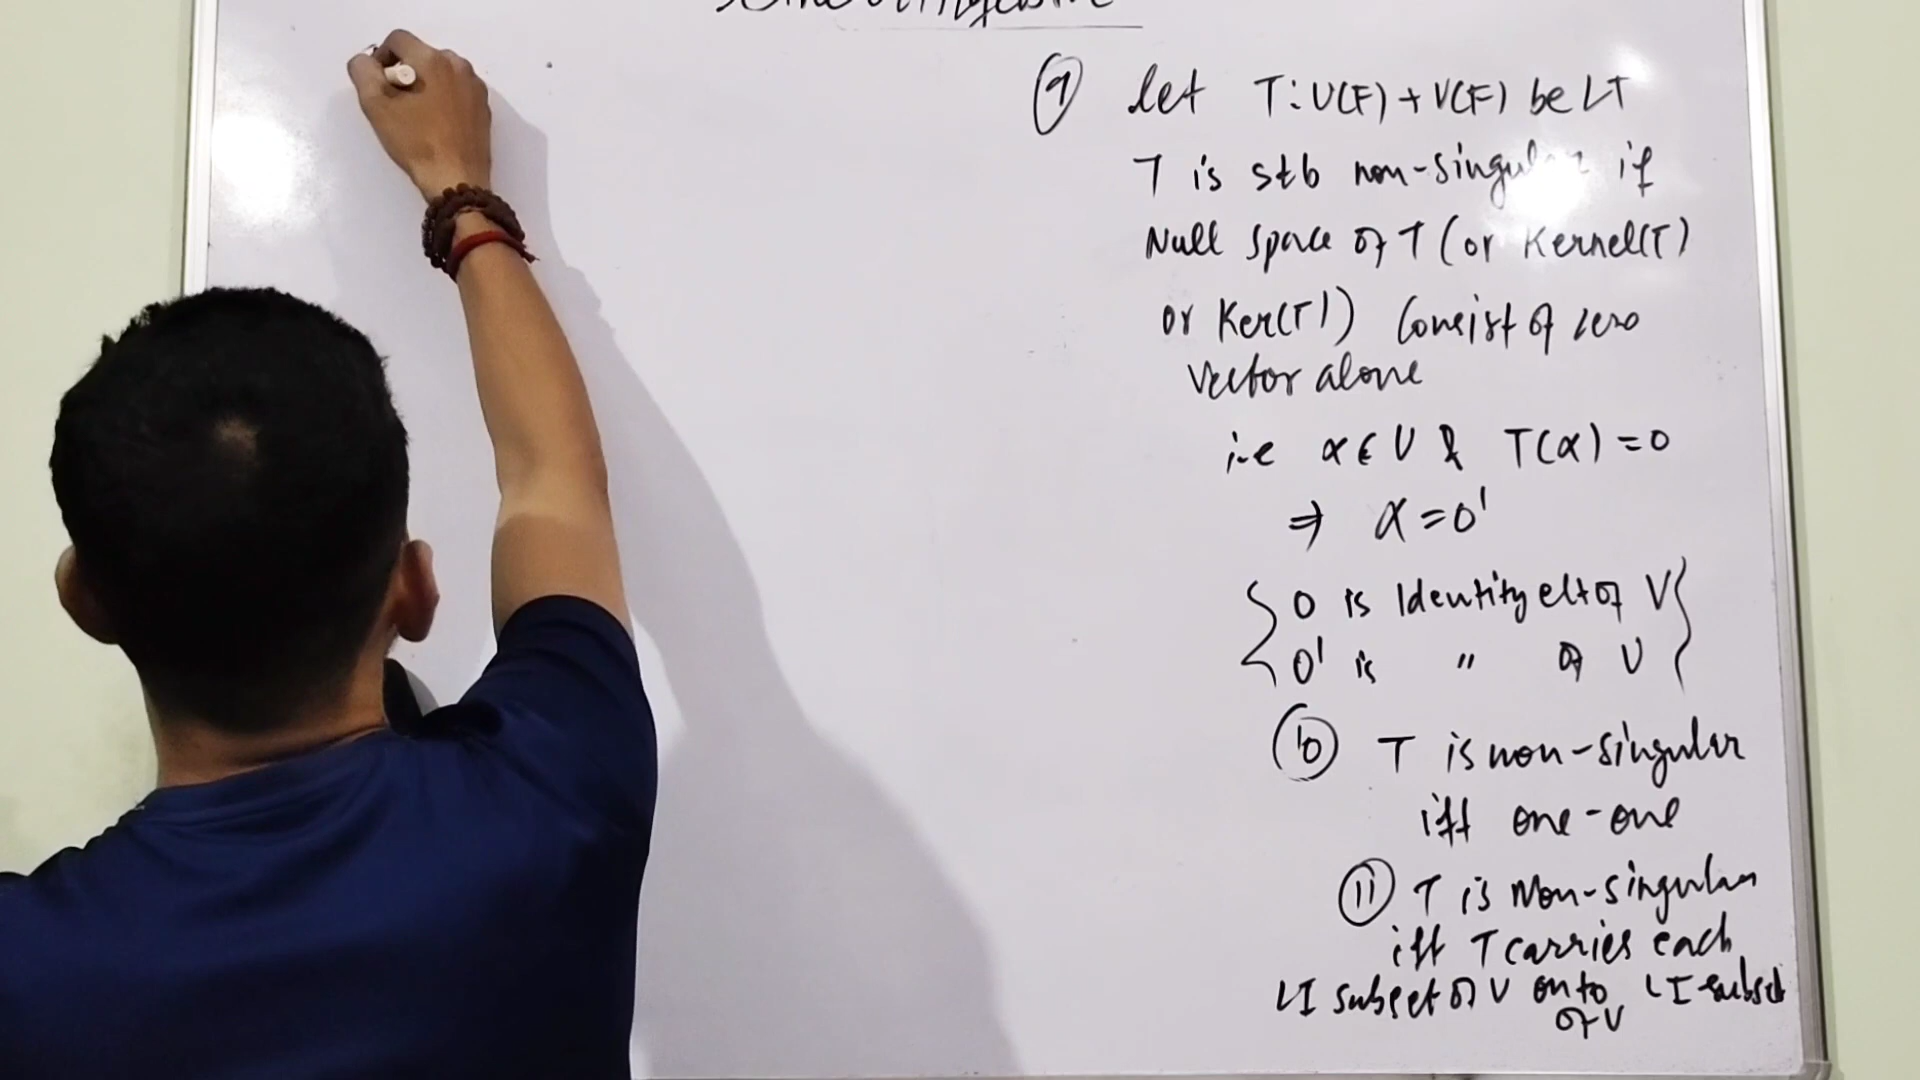 (9) let T:U(F)→V(F) be LT
T is stb non-singular if
Null space of T (or Kernel(T)
or Ker(T)) Consist of zero
vector alone
i.e α∈U & T(α)=0
⇒ α=0'
{0 is Identity elt of V}
{0' is " of U}
(b) T is non-singular
iff one-one
(ii) T is Non-singular
iff T carries each
LI subset of U onto LI subset
of V